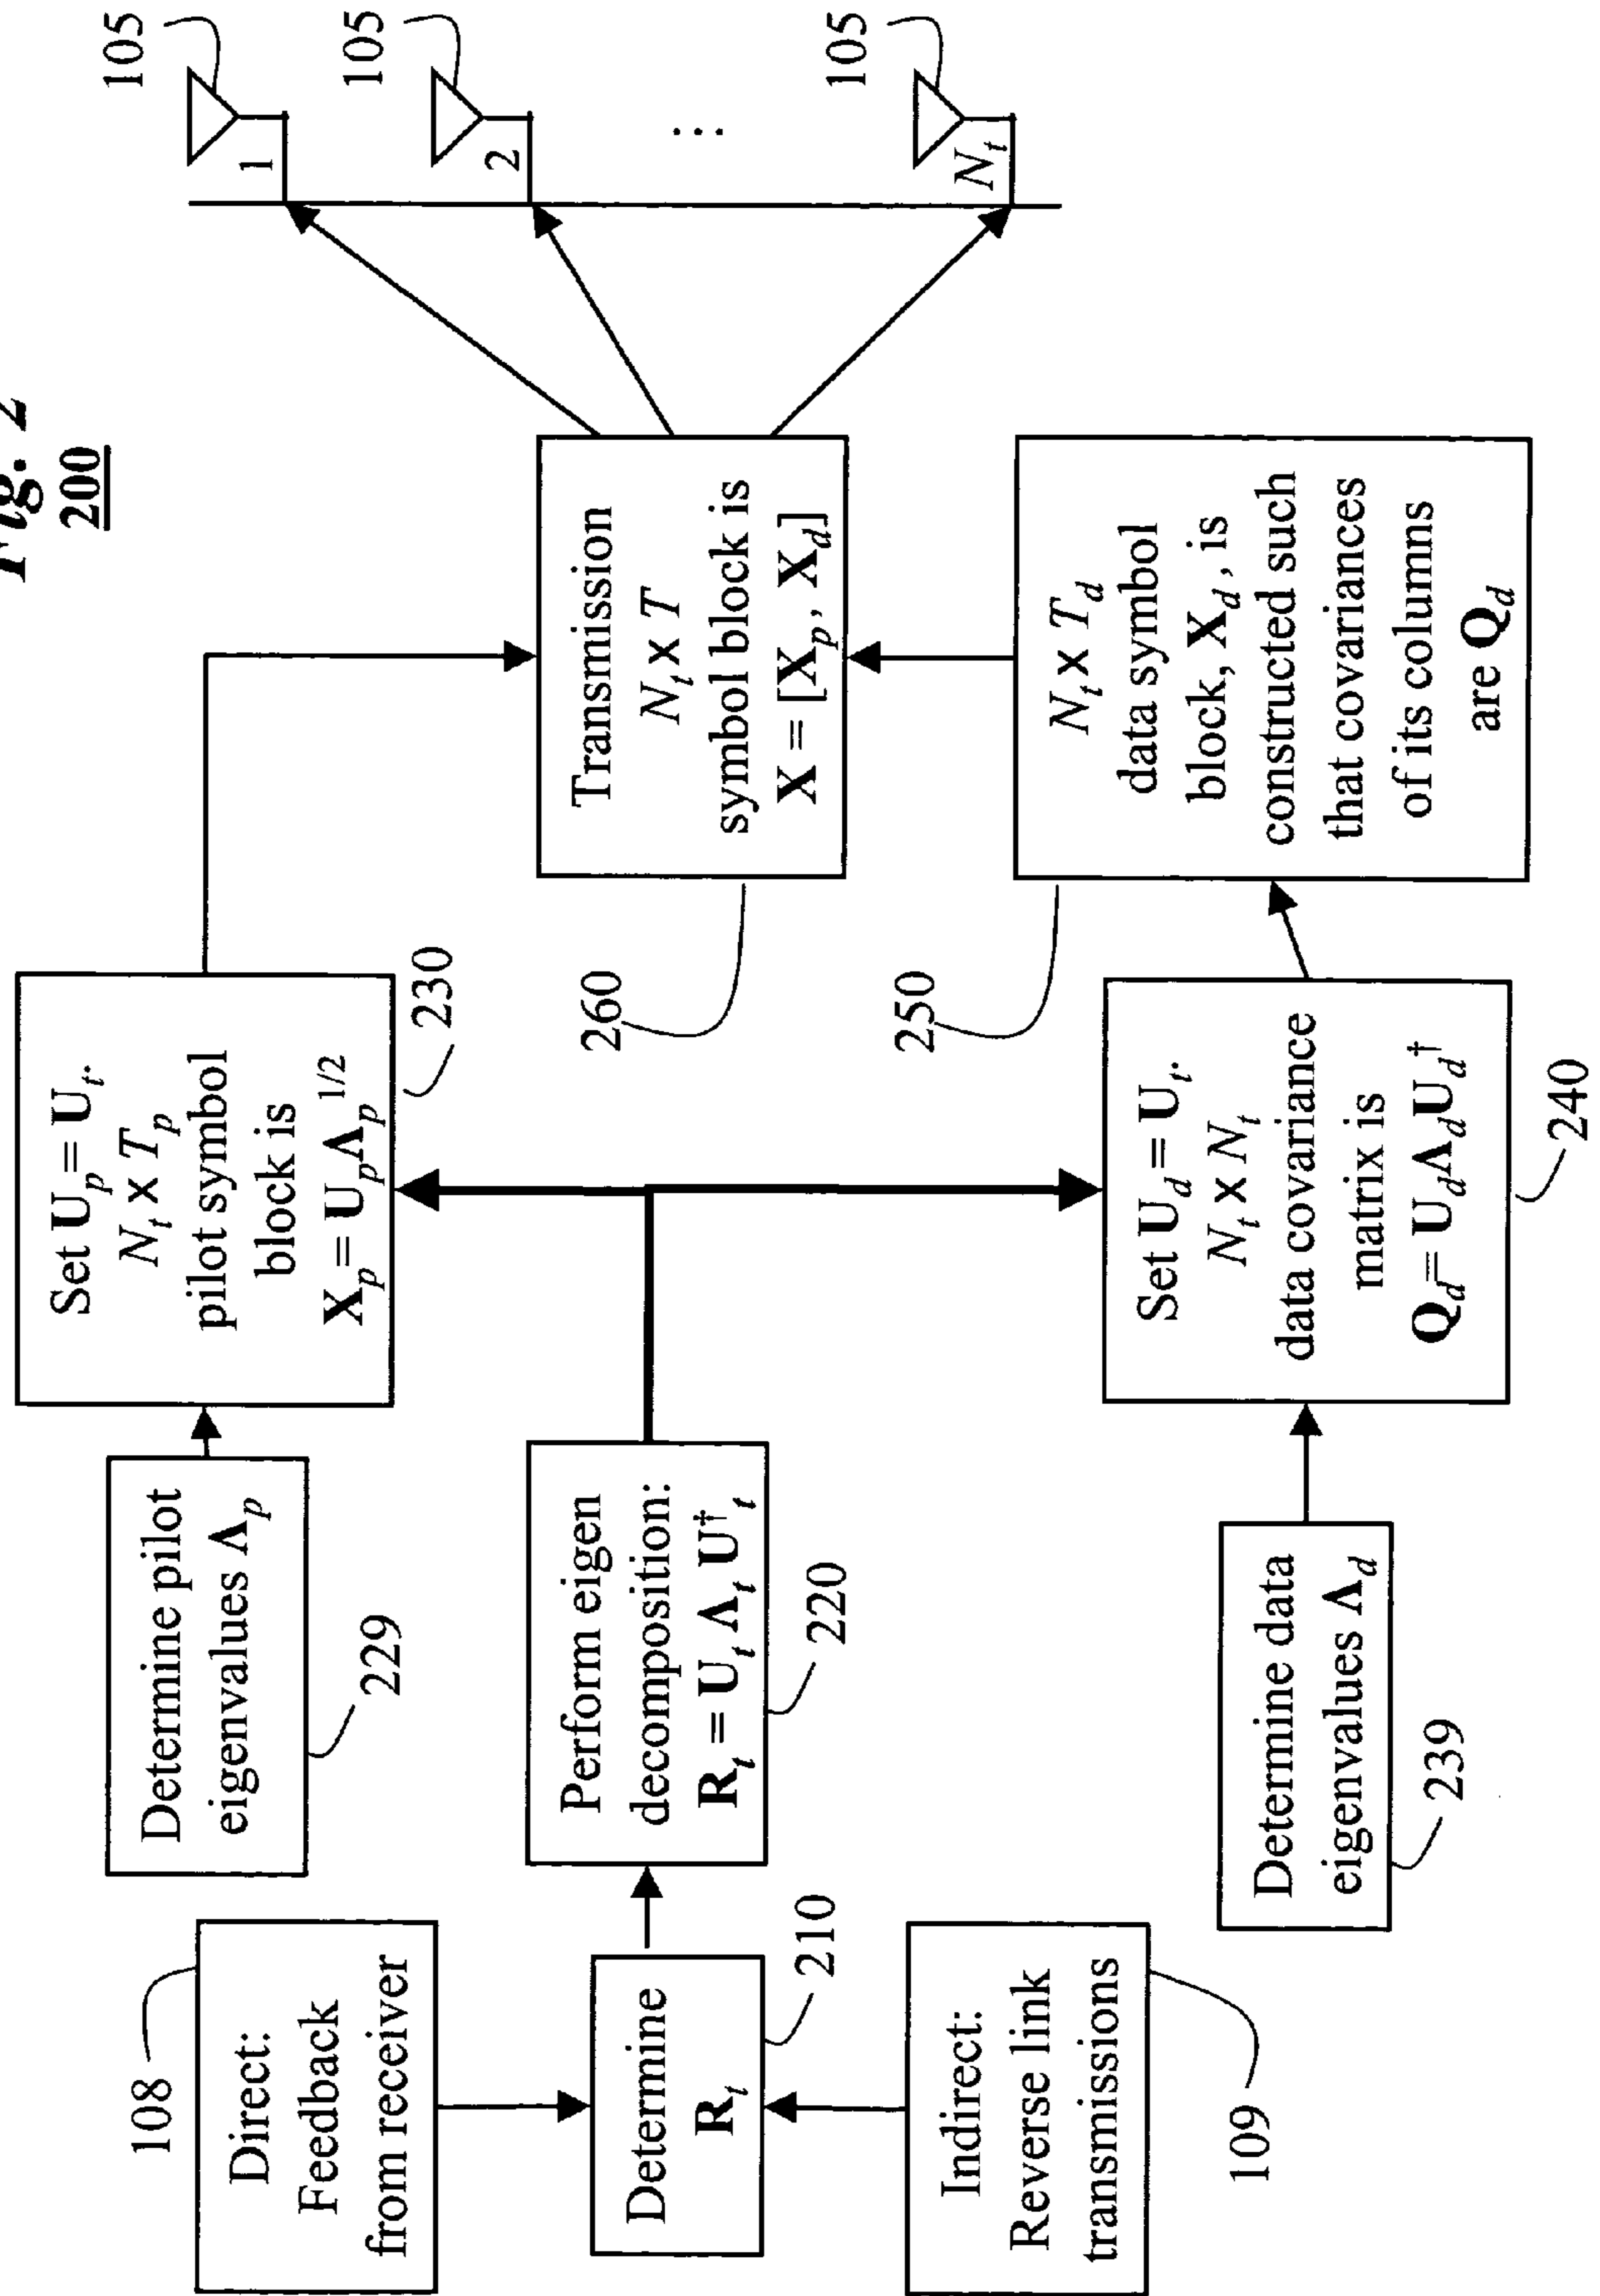 Fig. 2
200
108
Direct:
Feedback
from receiver
Determine
R_t
210
Indirect:
Reverse link
transmissions
109
Determine pilot
eigenvalues Λ_p
229
Perform eigen
decomposition:
R_t = U_t Λ_t U†_t
220
Determine data
eigenvalues Λ_d
239
Set U_p = U_t.
N_t x T_p
pilot symbol
block is
X_p = U_p Λ_p^1/2
230
Set U_d = U_t.
N_t x N_t
data covariance
matrix is
Q_d = U_d Λ_d U_d†
240
Transmission
N_t x T
symbol block is
X = [X_p, X_d]
260
N_t x T_d
data symbol
block, X_d, is
constructed such
that covariances
of its columns
are Q_d
250
1
105
2
105
...
N_t
105